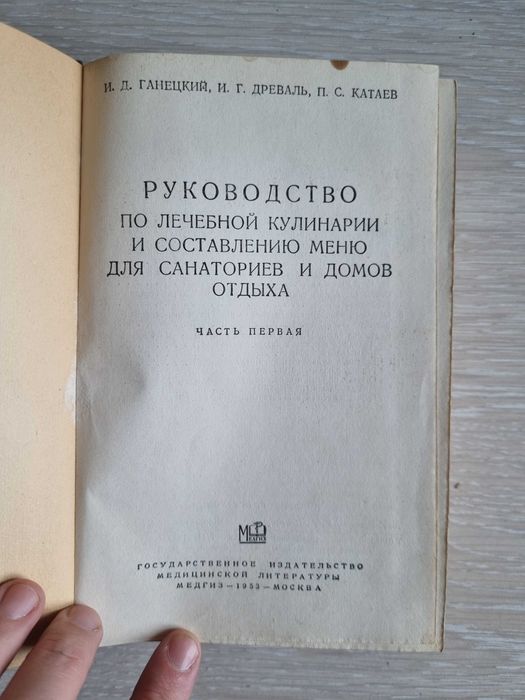 И. Д. ГАНЕЦКИЙ, И. Г. ДРЕВАЛЬ, П. С. КАТАЕВ
РУКОВОДСТВО
ПО ЛЕЧЕБНОЙ КУЛИНАРИИ
И СОСТАВЛЕНИЮ МЕНЮ
ДЛЯ САНАТОРИЕВ И ДОМОВ
ОТДЫХА
ЧАСТЬ ПЕРВАЯ
ГОСУДАРСТВЕННОЕ ИЗДАТЕЛЬСТВО
МЕДИЦИНСКОЙ ЛИТЕРАТУРЫ
МЕДГИЗ—1953—МОСКВА